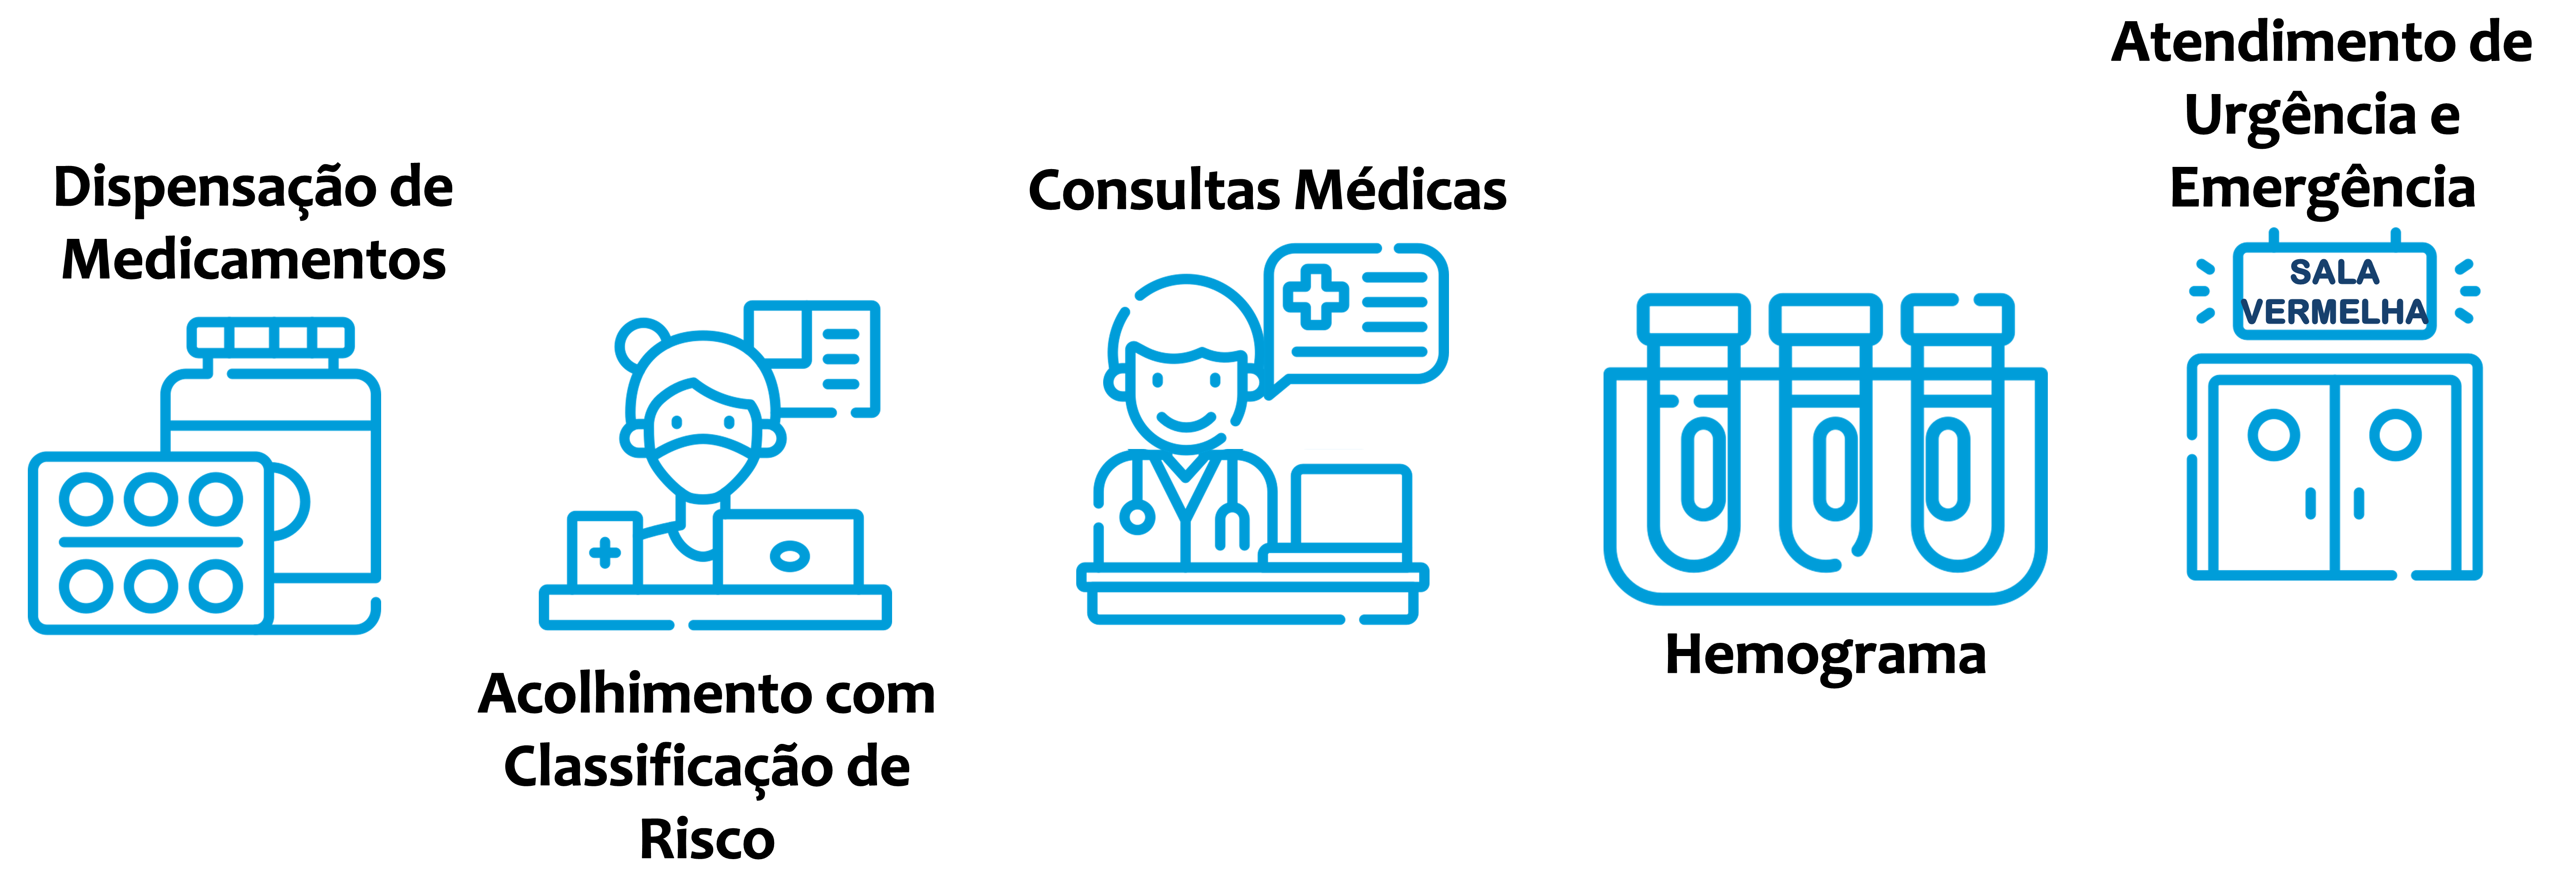 Dispensação de
Medicamentos
Acolhimento com
Classificação de
Risco
Consultas Médicas
Hemograma
Atendimento de
Urgência e
Emergência
SALA
VERMELHA